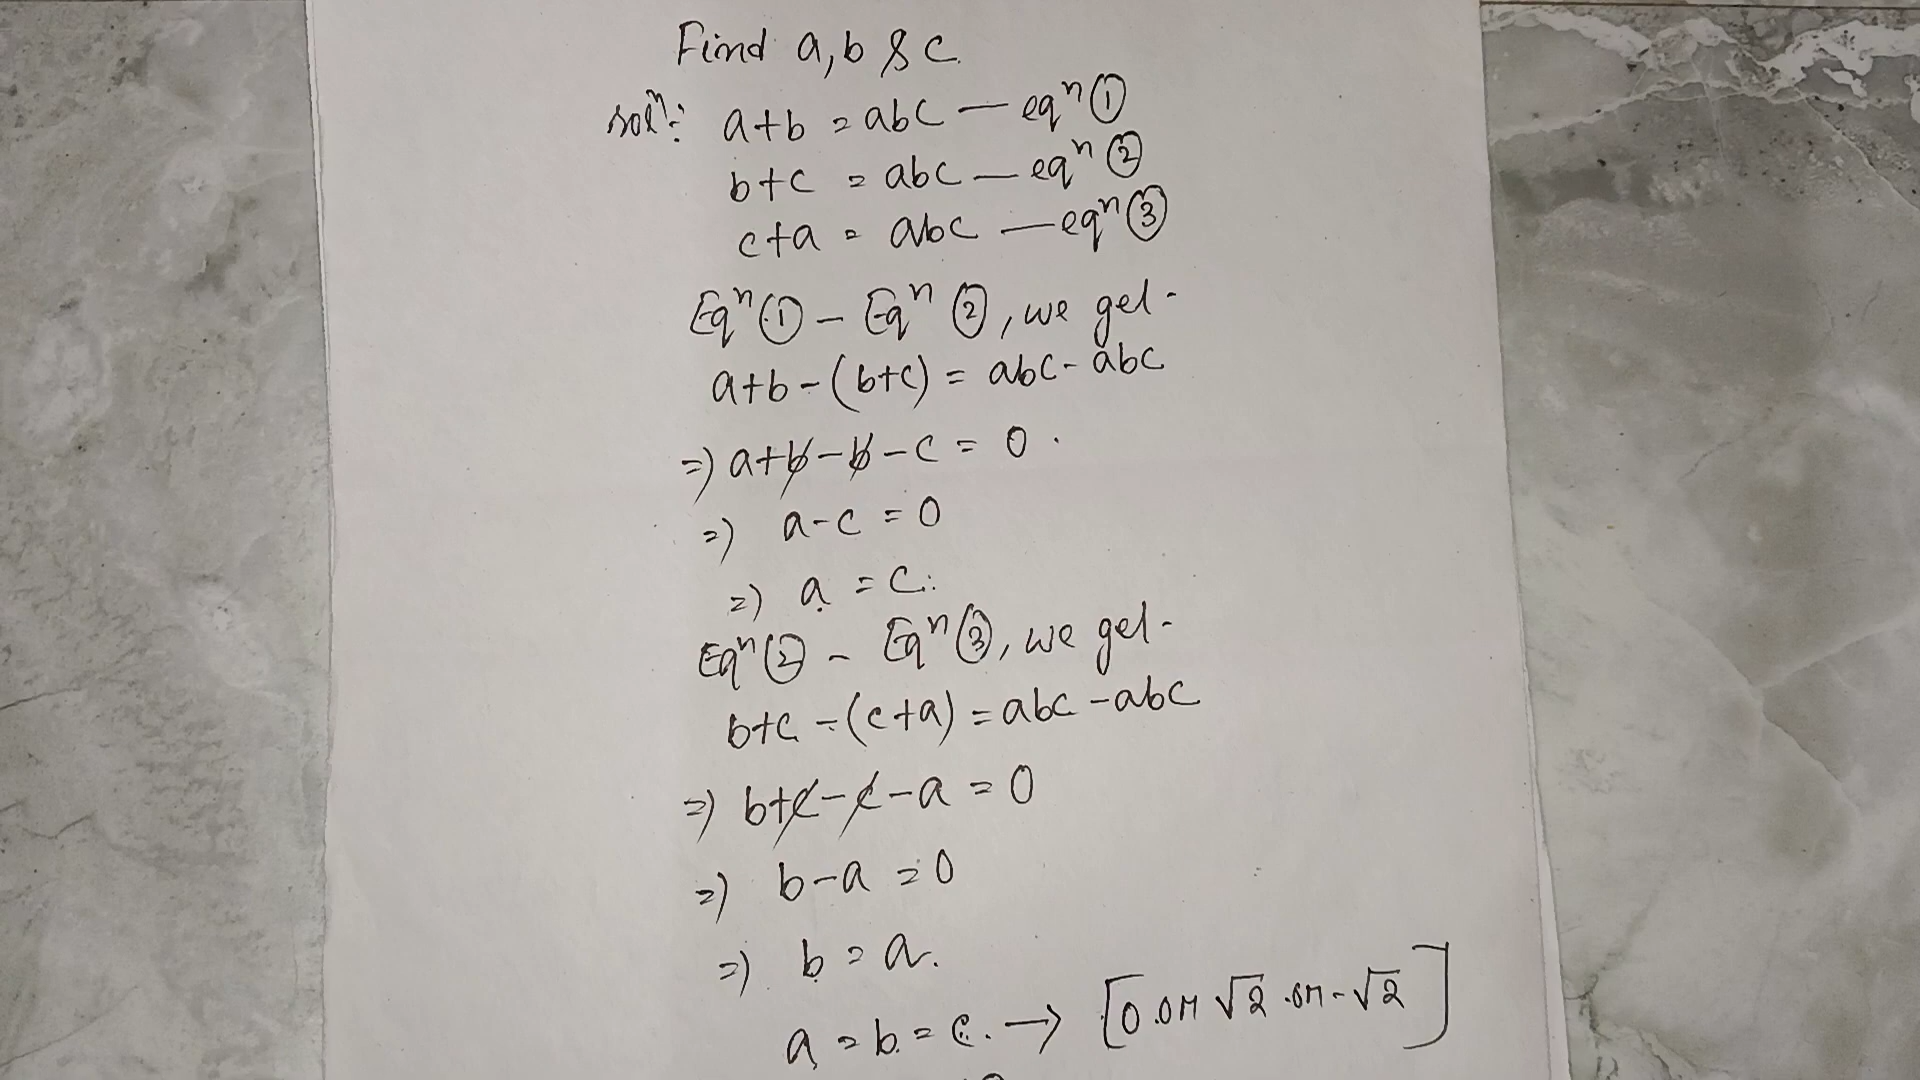 Find a, b & c.
solⁿ: a+b = abc — eqⁿ ①
b+c = abc — eqⁿ ②
c+a = abc — eqⁿ ③
Eqⁿ ① - Eqⁿ ②, we get-
a+b-(b+c) = abc-abc
=) a+b-b-c = 0.
=) a-c = 0
=) a = c.
Eqⁿ ② - Eqⁿ ③, we get-
b+c-(c+a) = abc-abc
=) b+c-c-a = 0
=) b-a = 0
=) b = a.
a = b = c. → [0 or √2 or -√2]